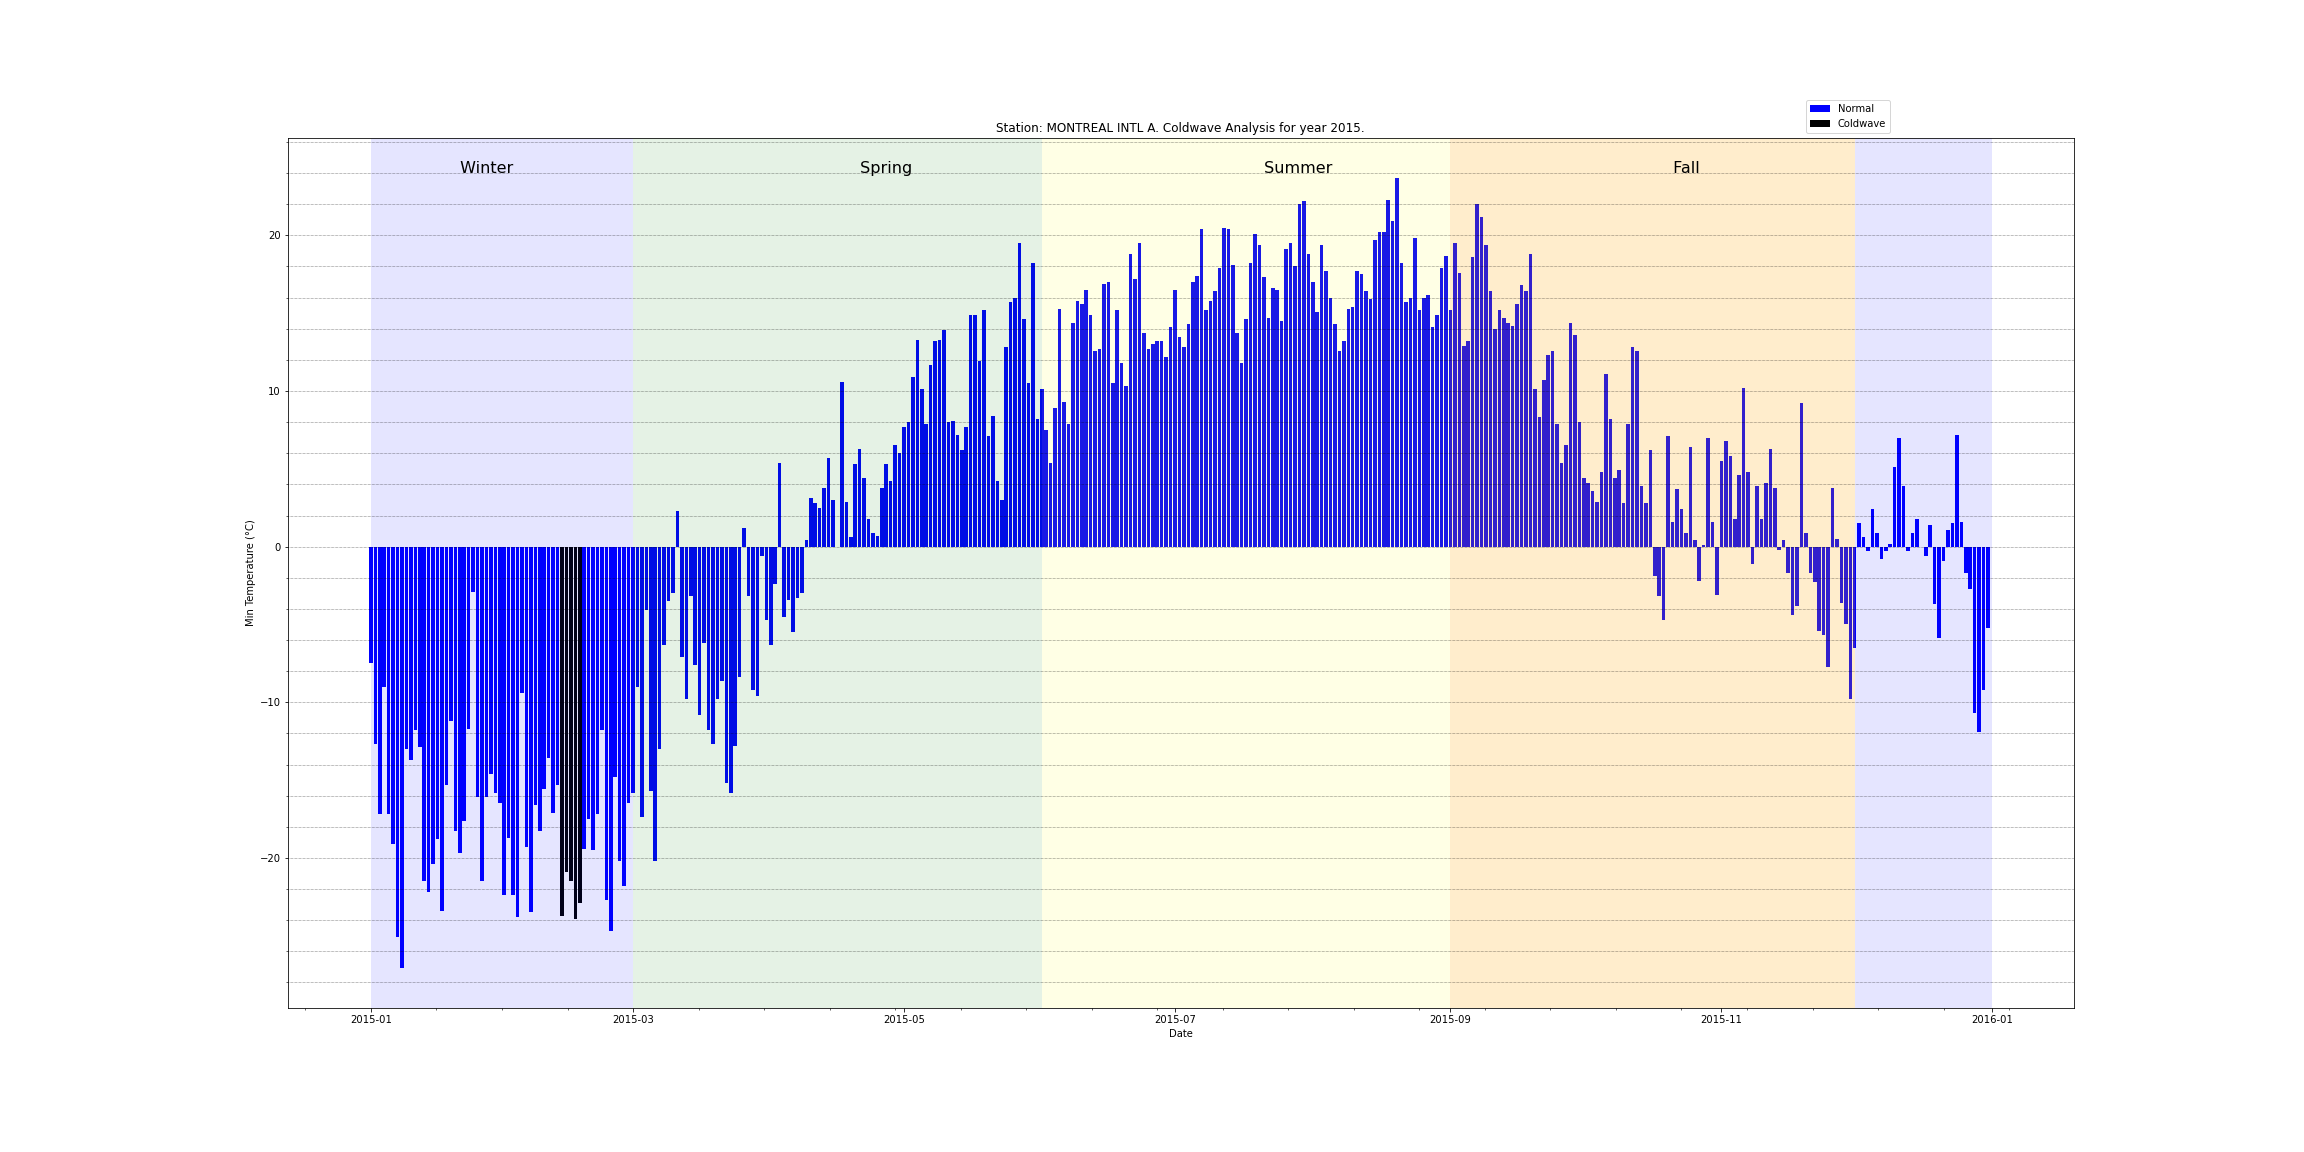 Normal
Coldwave
Station: MONTREAL INTL A. Coldwave Analysis for year 2015.
Winter Spring Summer Fall
20
10
0
−10
−20
Min Temperature (°C)
2015-01 2015-03 2015-05 2015-07 2015-09 2015-11 2016-01
Date